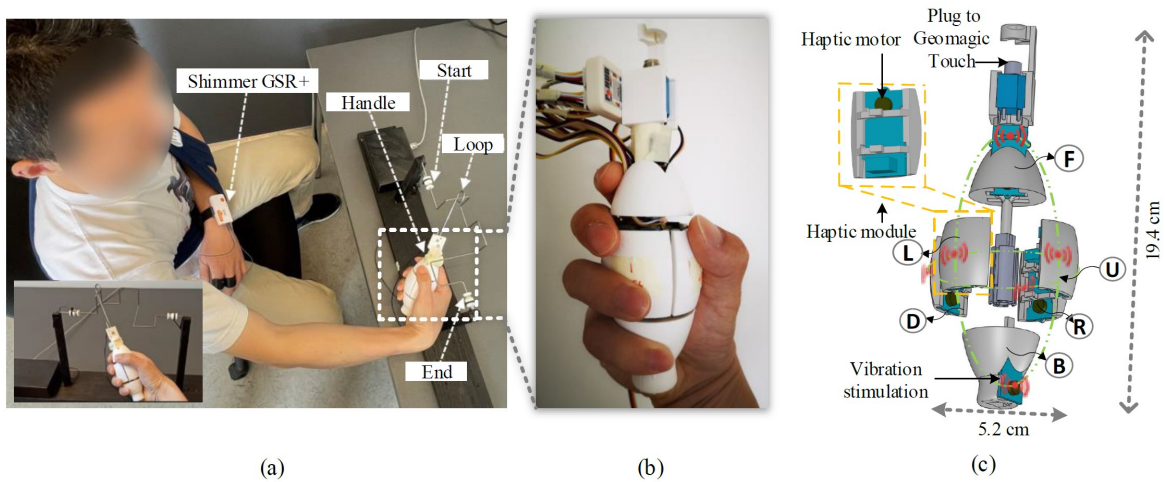 Shimmer GSR+
Handle
Start
Loop
End
Haptic motor
Plug to
Geomagic
Touch
F
Haptic module
L
U
D
R
B
Vibration
stimulation
19.4 cm
5.2 cm
(a)
(b)
(c)